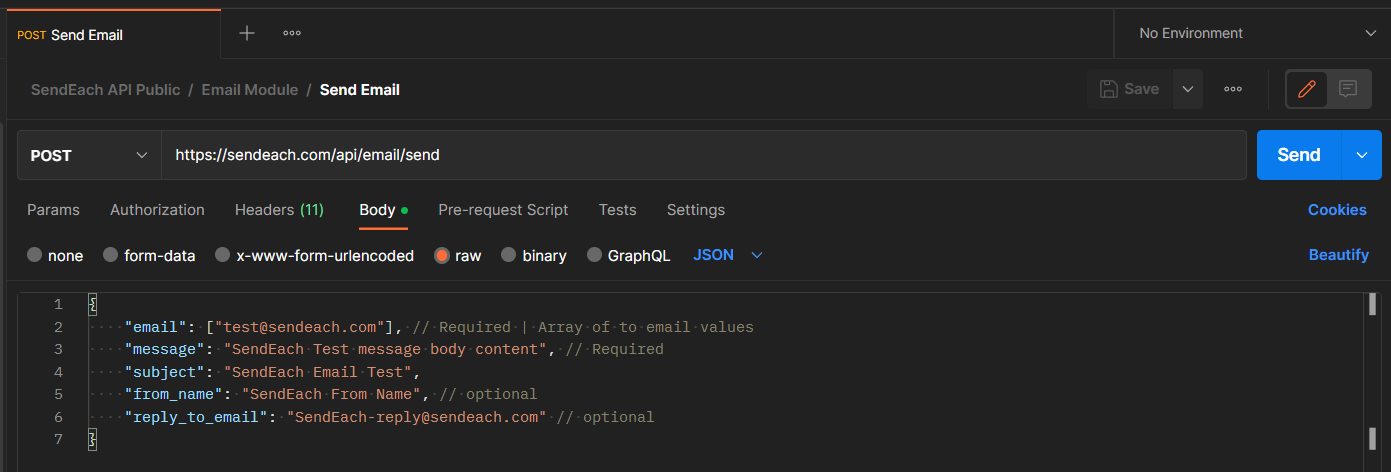 POST Send Email
No Environment
SendEach API Public / Email Module / Send Email
Save
POST
https://sendeach.com/api/email/send
Send
Params Authorization Headers (11) Body Pre-request Script Tests Settings Cookies
none form-data x-www-form-urlencoded raw binary GraphQL JSON Beautify
1 {
2 "email": ["test@sendeach.com"], // Required | Array of to email values
3 "message": "SendEach Test message body content", // Required
4 "subject": "SendEach Email Test",
5 "from_name": "SendEach From Name", // optional
6 "reply_to_email": "SendEach-reply@sendeach.com" // optional
7 }